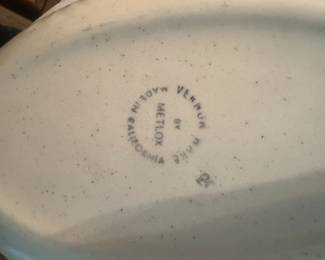 VERNON WARE
BY
METLOX
MADE IN CALIFORNIA